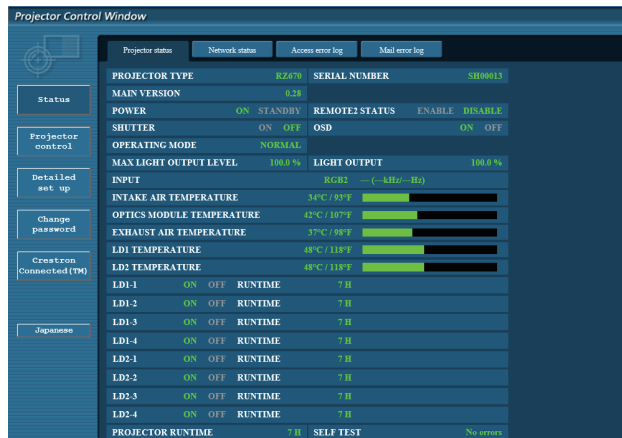 Projector Control Window
Projector status Network status Access error log Mail error log
Status
Projector control
Detailed set up
Change password
Crestron Connected(TM)
Japanese
PROJECTOR TYPE RZ670 SERIAL NUMBER SH00013
MAIN VERSION 0.28
POWER ON STANDBY REMOTE2 STATUS ENABLE DISABLE
SHUTTER ON OFF OSD ON OFF
OPERATING MODE NORMAL
MAX LIGHT OUTPUT LEVEL 100.0 % LIGHT OUTPUT 100.0 %
INPUT RGB2 — (—kHz/—Hz)
INTAKE AIR TEMPERATURE 34°C / 93°F
OPTICS MODULE TEMPERATURE 42°C / 107°F
EXHAUST AIR TEMPERATURE 37°C / 98°F
LD1 TEMPERATURE 48°C / 118°F
LD2 TEMPERATURE 48°C / 118°F
LD1-1 ON OFF RUNTIME 7 H
LD1-2 ON OFF RUNTIME 7 H
LD1-3 ON OFF RUNTIME 7 H
LD1-4 ON OFF RUNTIME 7 H
LD2-1 ON OFF RUNTIME 7 H
LD2-2 ON OFF RUNTIME 7 H
LD2-3 ON OFF RUNTIME 7 H
LD2-4 ON OFF RUNTIME 7 H
PROJECTOR RUNTIME 7 H SELF TEST No errors